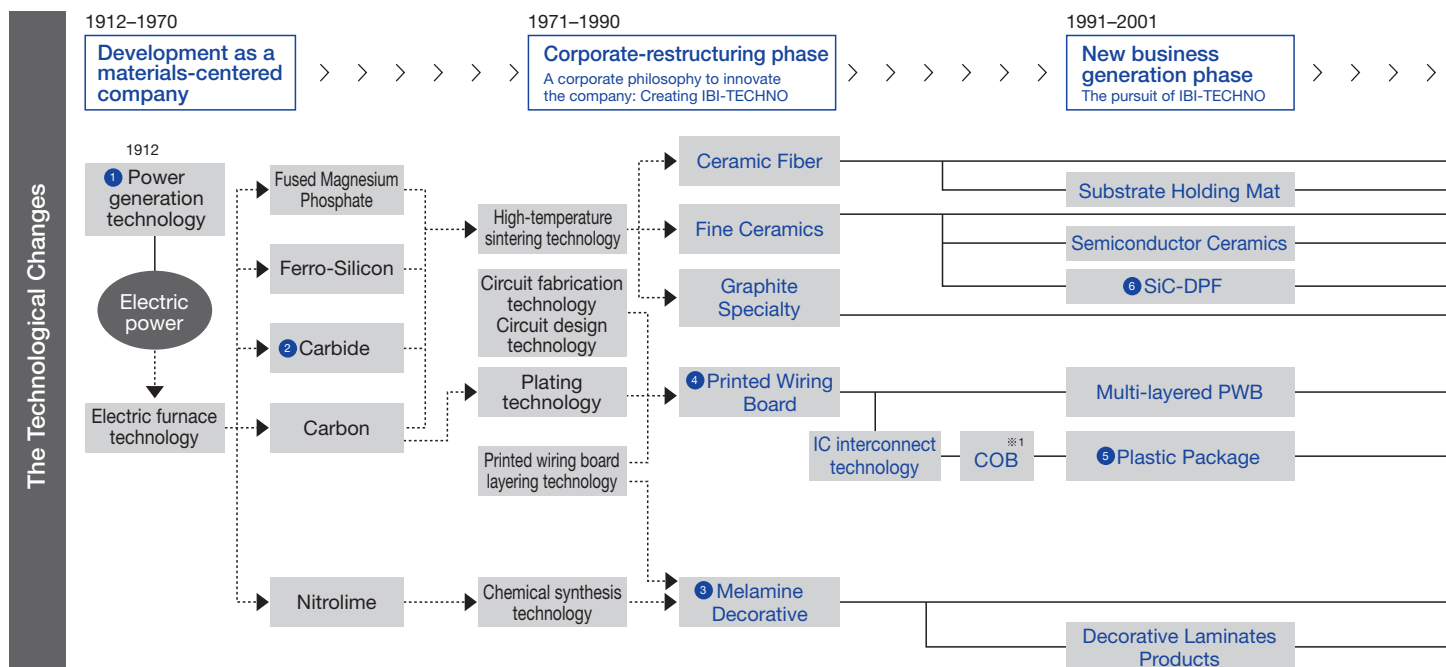 1912–1970
Development as a
materials-centered
company
1971–1990
Corporate-restructuring phase
A corporate philosophy to innovate
the company: Creating IBI-TECHNO
1991–2001
New business
generation phase
The pursuit of IBI-TECHNO
The Technological Changes
1912
1 Power
generation
technology
Electric
power
Electric furnace
technology
Fused Magnesium
Phosphate
Ferro-Silicon
2 Carbide
Carbon
Nitrolime
High-temperature
sintering technology
Circuit fabrication
technology
Circuit design
technology
Plating
technology
Printed wiring board
layering technology
Chemical synthesis
technology
Ceramic Fiber
Fine Ceramics
Graphite
Specialty
4 Printed Wiring
Board
IC interconnect
technology
※1
COB
3 Melamine
Decorative
Substrate Holding Mat
Semiconductor Ceramics
6 SiC-DPF
Multi-layered PWB
5 Plastic Package
Decorative Laminates
Products